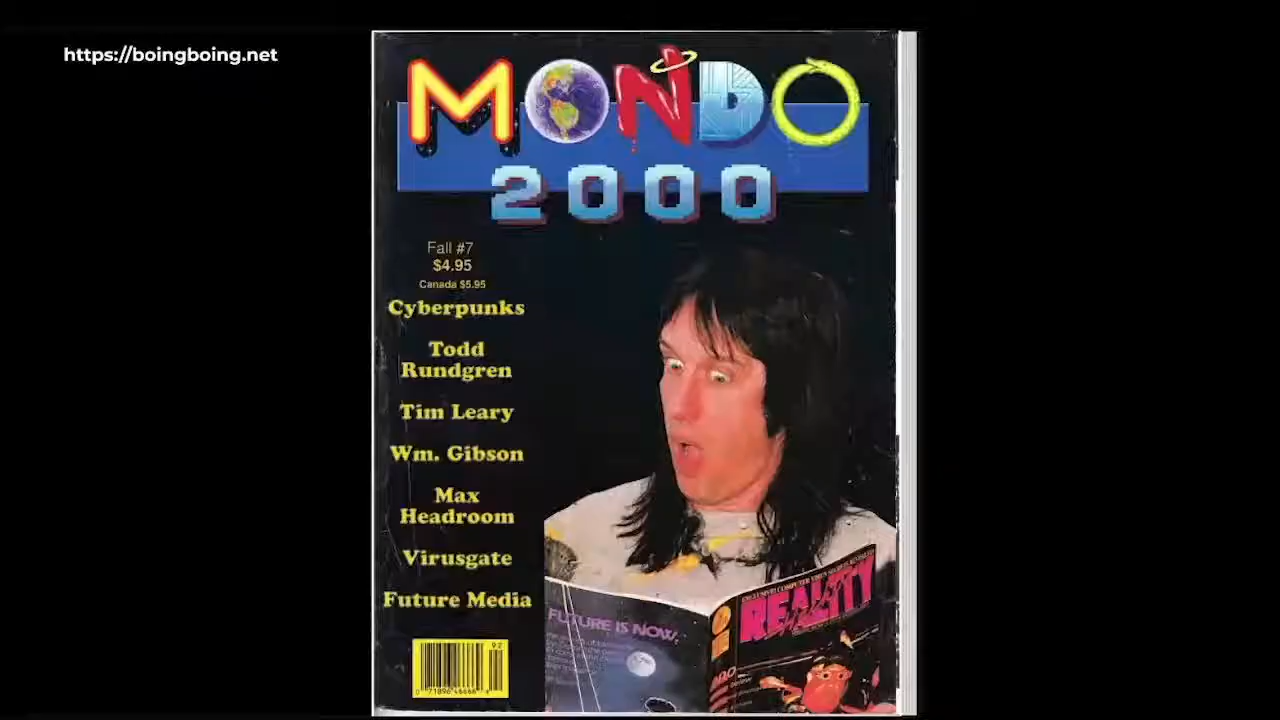 https://boingboing.net
MONDO
2000
Fall #7
$4.95
Canada $5.95
Cyberpunks
Todd
Rundgren
Tim Leary
Wm. Gibson
Max
Headroom
Virusgate
Future Media
FUTURE IS NOW
REALITY
92